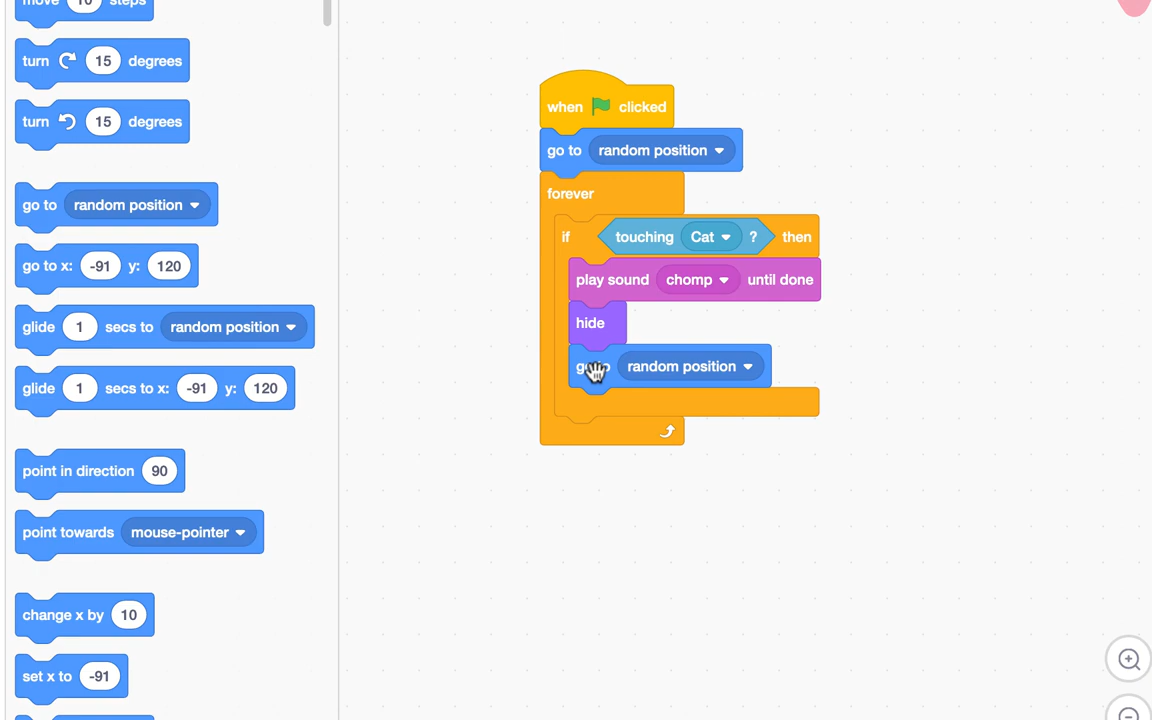 move 10 steps
turn 15 degrees
turn 15 degrees
go to random position
go to x: -91 y: 120
glide 1 secs to random position
glide 1 secs to x: -91 y: 120
point in direction 90
point towards mouse-pointer
change x by 10
set x to -91
when clicked
go to random position
forever
if touching Cat ? then
play sound chomp until done
hide
random position